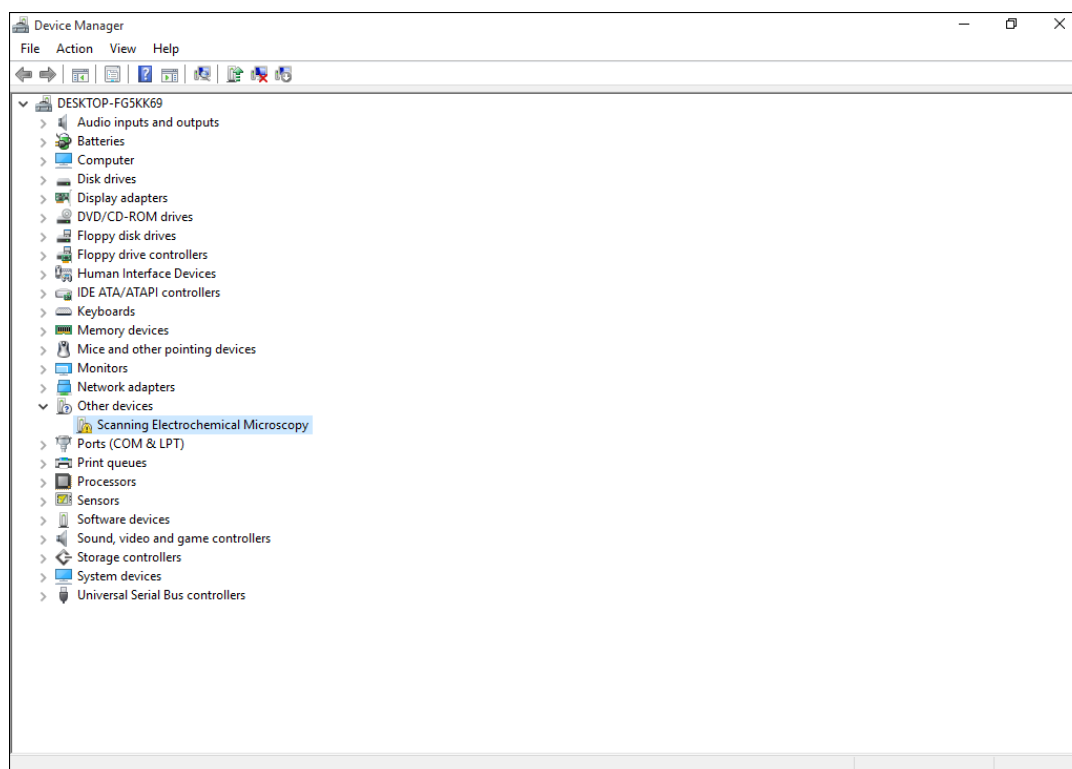 Device Manager
File Action View Help
DESKTOP-FG5KK69
Audio inputs and outputs
Batteries
Computer
Disk drives
Display adapters
DVD/CD-ROM drives
Floppy disk drives
Floppy drive controllers
Human Interface Devices
IDE ATA/ATAPI controllers
Keyboards
Memory devices
Mice and other pointing devices
Monitors
Network adapters
Other devices
Scanning Electrochemical Microscopy
Ports (COM & LPT)
Print queues
Processors
Sensors
Software devices
Sound, video and game controllers
Storage controllers
System devices
Universal Serial Bus controllers